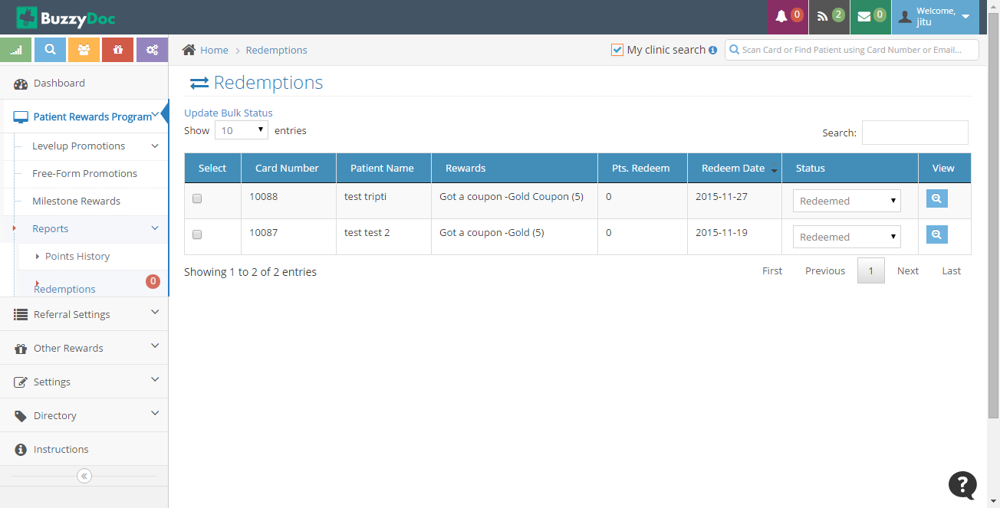 BuzzyDoc
0
2
0
Welcome,
jitu
Home
Redemptions
My clinic search
Scan Card or Find Patient using Card Number or Email...
Dashboard
Patient Rewards Program
Levelup Promotions
Free-Form Promotions
Milestone Rewards
Reports
Points History
Redemptions
0
Referral Settings
Other Rewards
Settings
Directory
Instructions
Redemptions
Update Bulk Status
Show 10 entries
Search:
Select Card Number Patient Name Rewards Pts. Redeem Redeem Date Status View
10088 test tripti Got a coupon -Gold Coupon (5) 0 2015-11-27 Redeemed
10087 test test 2 Got a coupon -Gold (5) 0 2015-11-19 Redeemed
Showing 1 to 2 of 2 entries
First Previous 1 Next Last